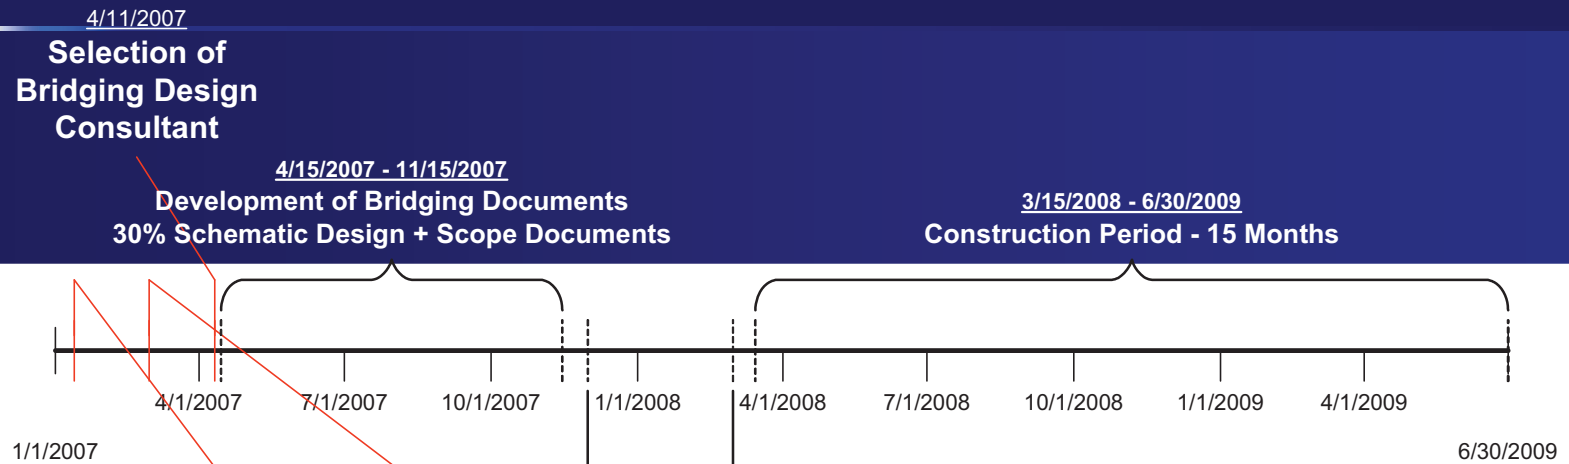 4/11/2007
Selection of
Bridging Design
Consultant
4/15/2007 - 11/15/2007
Development of Bridging Documents
30% Schematic Design + Scope Documents
3/15/2008 - 6/30/2009
Construction Period - 15 Months
4/1/2007 7/1/2007 10/1/2007 1/1/2008 4/1/2008 7/1/2008 10/1/2008 1/1/2009 4/1/2009
1/1/2007 6/30/2009